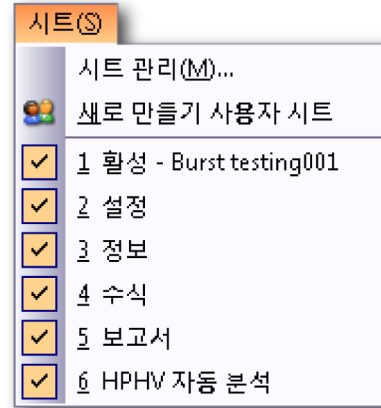 시트(S)
시트 관리(M)...
새로 만들기 사용자 시트
1 활성 - Burst testing001
2 설정
3 정보
4 수식
5 보고서
6 HPHV 자동 분석